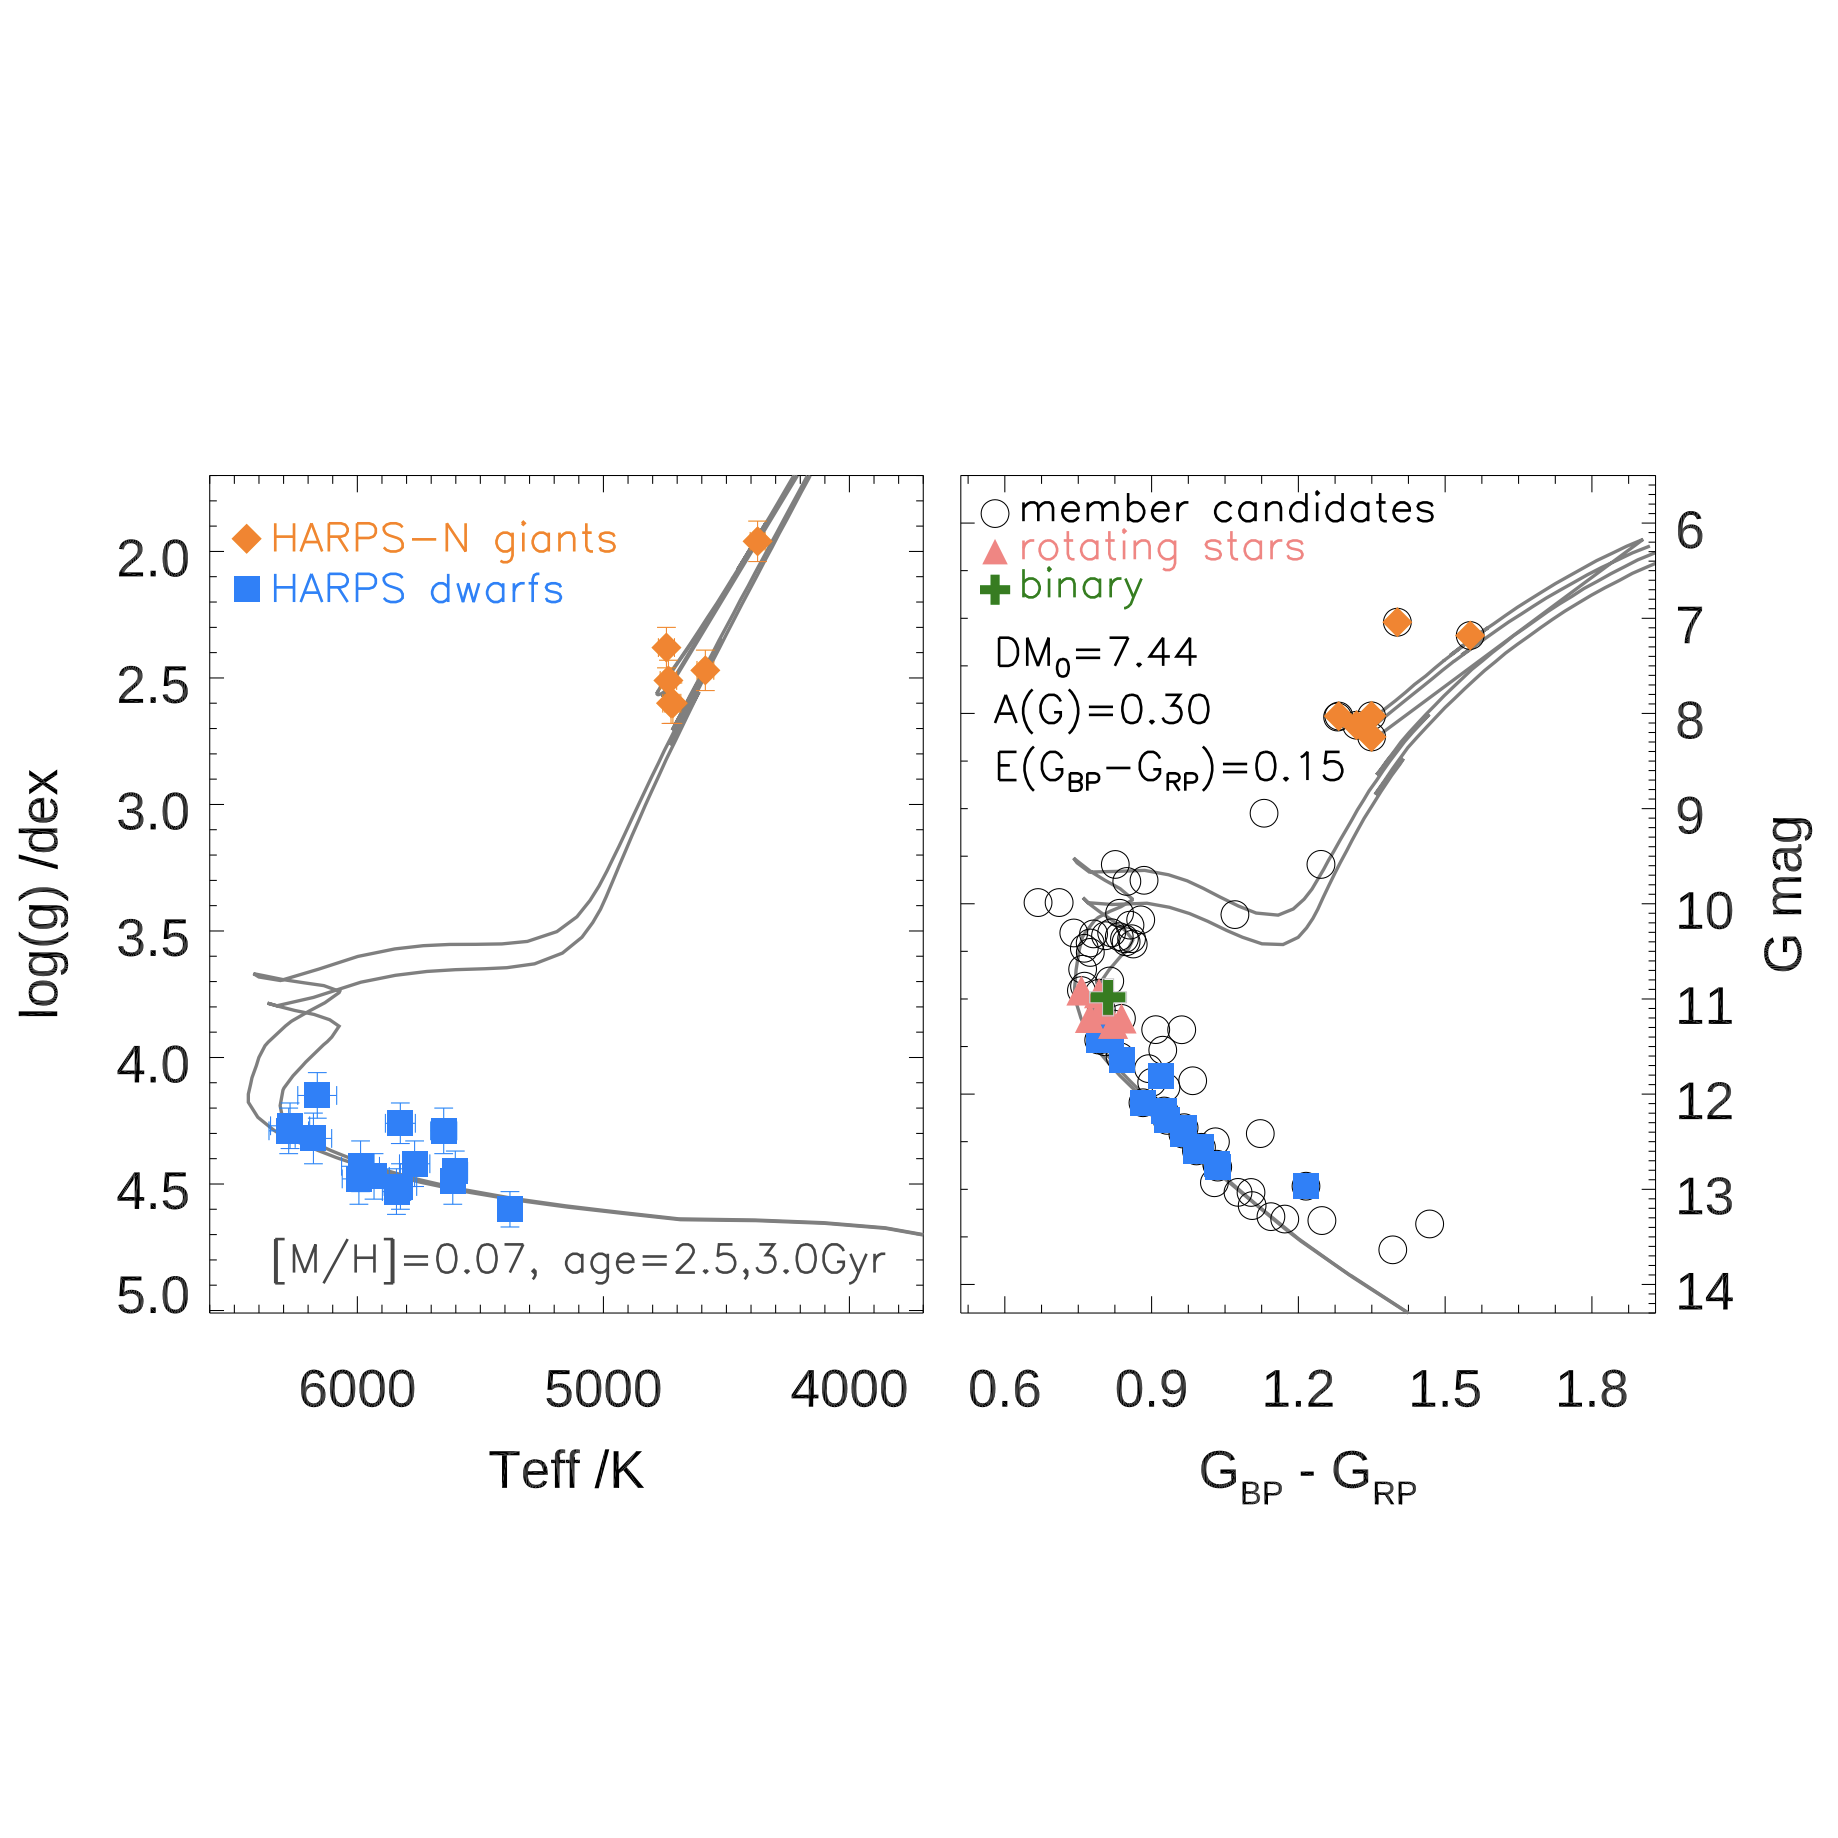 HARPS-N giants
HARPS dwarfs
[M/H]=0.07, age=2.5,3.0Gyr
2.0
2.5
3.0
3.5
4.0
4.5
5.0
log(g) /dex
6000 5000 4000
Teff /K
member candidates
rotating stars
binary
DM0=7.44
A(G)=0.30
E(GBP-GRP)=0.15
6
7
8
9
10
11
12
13
14
G mag
0.6 0.9 1.2 1.5 1.8
GBP - GRP